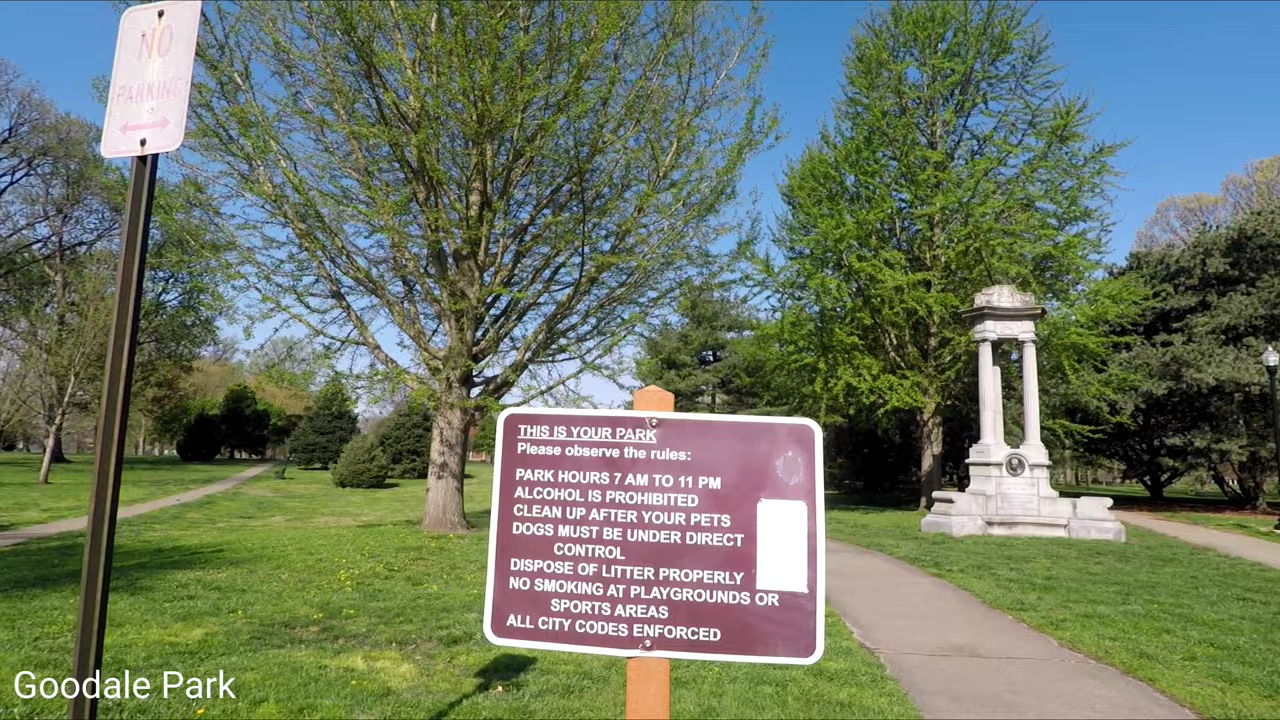 NO
PARKING
THIS IS YOUR PARK
Please observe the rules:
PARK HOURS 7 AM TO 11 PM
ALCOHOL IS PROHIBITED
CLEAN UP AFTER YOUR PETS
DOGS MUST BE UNDER DIRECT
CONTROL
DISPOSE OF LITTER PROPERLY
NO SMOKING AT PLAYGROUNDS OR
SPORTS AREAS
ALL CITY CODES ENFORCED
Goodale Park